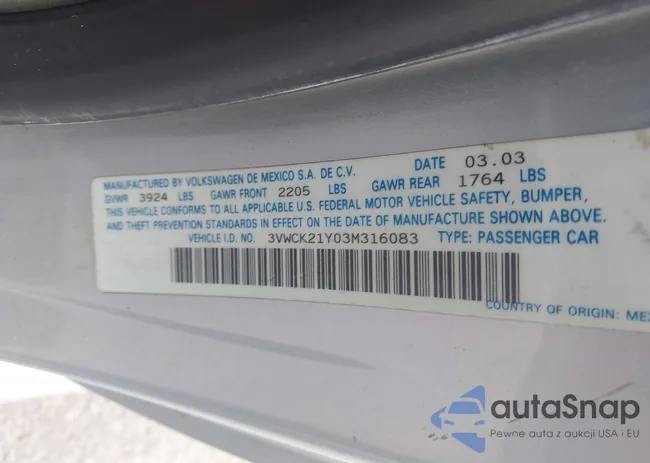 MANUFACTURED BY VOLKSWAGEN DE MEXICO S.A. DE C.V. DATE 03.03
GVWR 3924 LBS GAWR FRONT 2205 LBS GAWR REAR 1764 LBS
THIS VEHICLE CONFORMS TO ALL APPLICABLE U.S. FEDERAL MOTOR VEHICLE SAFETY, BUMPER,
AND THEFT PREVENTION STANDARDS IN EFFECT ON THE DATE OF MANUFACTURE SHOWN ABOVE.
VEHICLE I.D. NO. 3VWCK21Y03M316083 TYPE: PASSENGER CAR
COUNTRY OF ORIGIN: MEX
autaSnap
Pewne auta z aukcji USA i EU